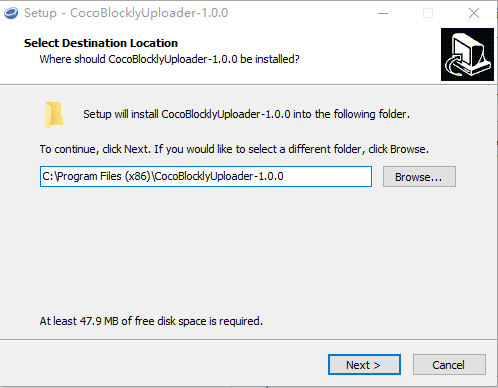 Setup - CocoBlocklyUploader-1.0.0
Select Destination Location
Where should CocoBlocklyUploader-1.0.0 be installed?
Setup will install CocoBlocklyUploader-1.0.0 into the following folder.
To continue, click Next. If you would like to select a different folder, click Browse.
C:\Program Files (x86)\CocoBlocklyUploader-1.0.0
Browse...
At least 47.9 MB of free disk space is required.
Next >
Cancel